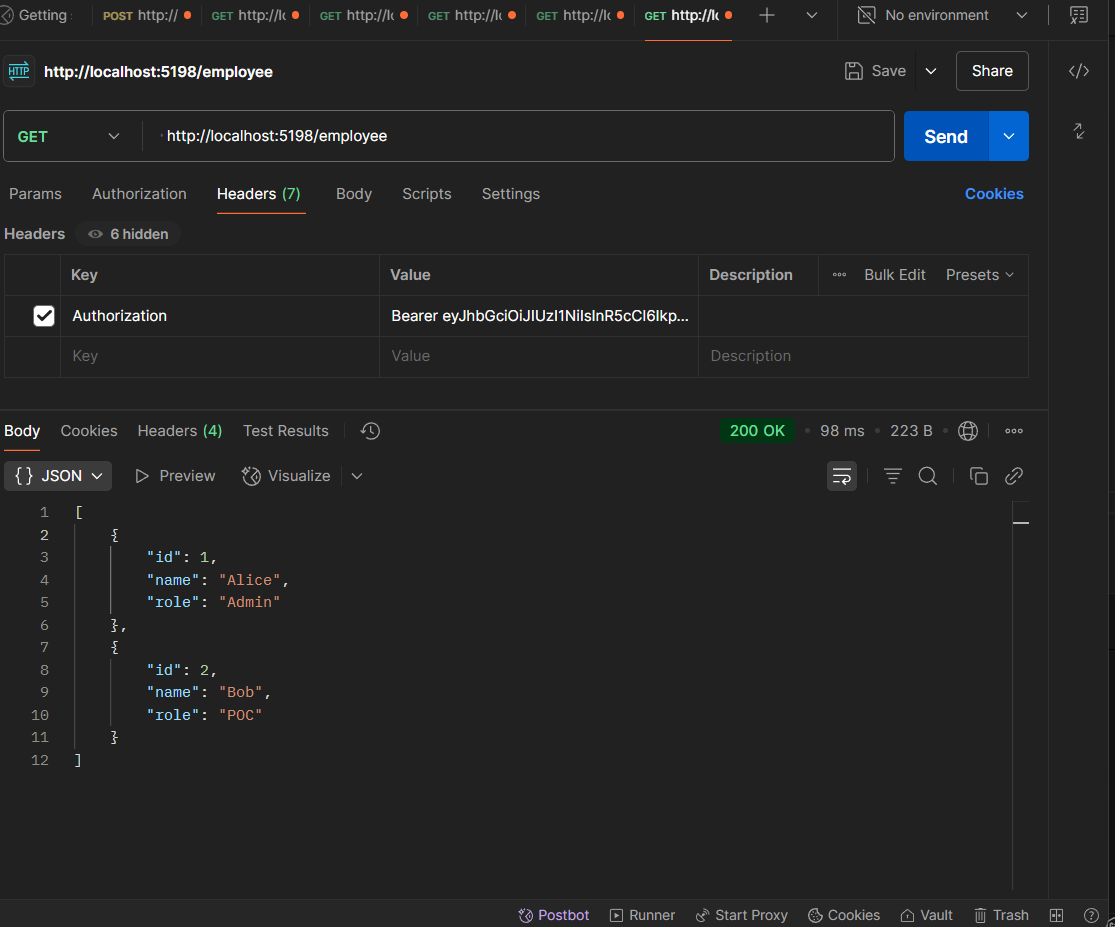 Getting
POST http:// GET http://lo GET http://lo GET http://lo GET http://lo GET http://lo No environment
HTTP http://localhost:5198/employee Save Share
GET http://localhost:5198/employee Send
Params Authorization Headers (7) Body Scripts Settings Cookies
Headers 6 hidden
Key Value Description Bulk Edit Presets
Authorization Bearer eyJhbGciOiJIUzI1NiIsInR5cCI6Ikp...
Key Value Description
Body Cookies Headers (4) Test Results 200 OK 98 ms 223 B
{} JSON Preview Visualize
1 [
2 {
3 "id": 1,
4 "name": "Alice",
5 "role": "Admin"
6 },
7 {
8 "id": 2,
9 "name": "Bob",
10 "role": "POC"
11 }
12 ]
Postbot Runner Start Proxy Cookies Vault Trash